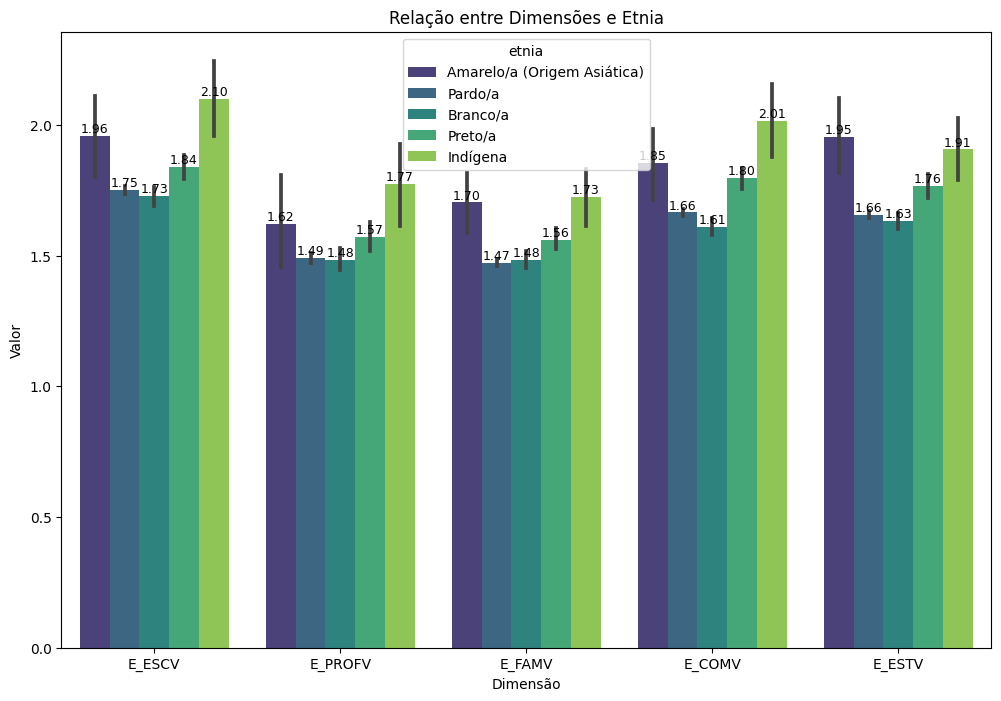 Relação entre Dimensões e Etnia
etnia
Amarelo/a (Origem Asiática)
Pardo/a
Branco/a
Preto/a
Indígena
Valor
2.0
1.5
1.0
0.5
0.0
1.96
1.75
1.73
1.84
2.10
1.62
1.49
1.48
1.57
1.77
1.70
1.47
1.48
1.56
1.73
1.85
1.66
1.61
1.80
2.01
1.95
1.66
1.63
1.76
1.91
E_ESCV
E_PROFV
E_FAMV
E_COMV
E_ESTV
Dimensão